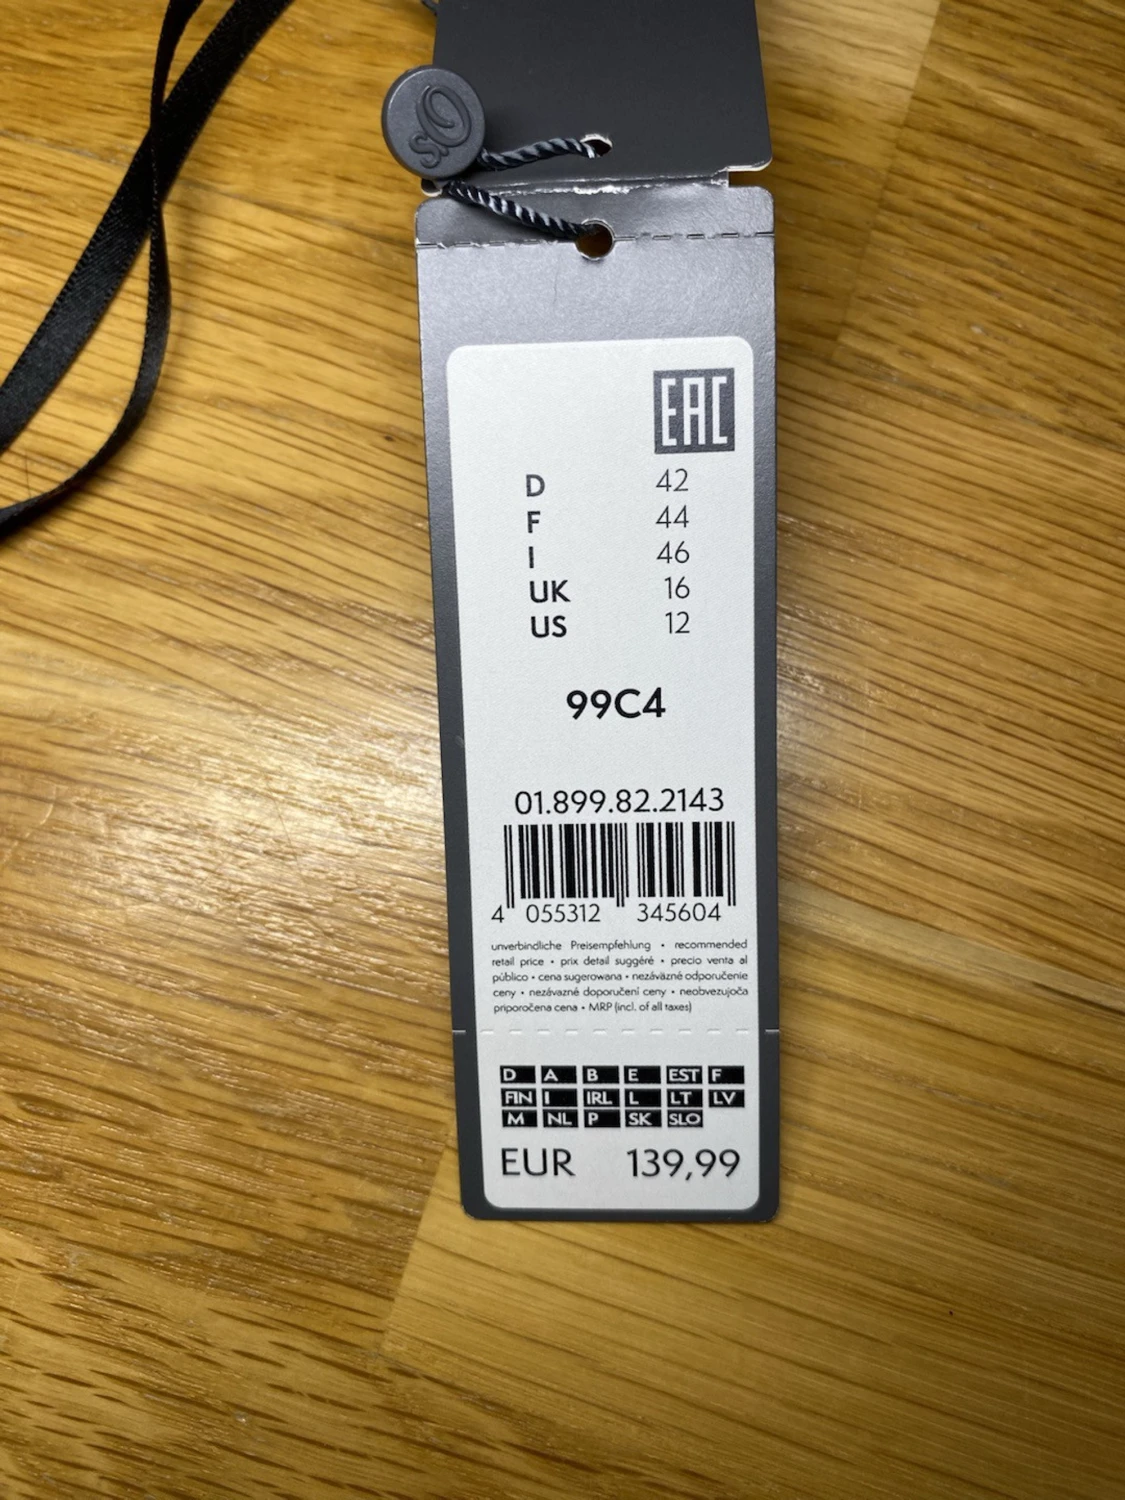 s.O
EAC
D 42
F 44
I 46
UK 16
US 12
99C4
01.899.82.2143
4 055312 345604
unverbindliche Preisempfehlung • recommended
retail price • prix detail suggéré • precio venta al
público • cena sugerowana • nezáväzné odporučenie
ceny • nezávazné doporučení ceny • neobvezujoča
priporočena cena • MRP (incl. of all taxes)
D A B E EST F
FIN I IRL L LT LV
M NL P SK SLO
EUR 139,99